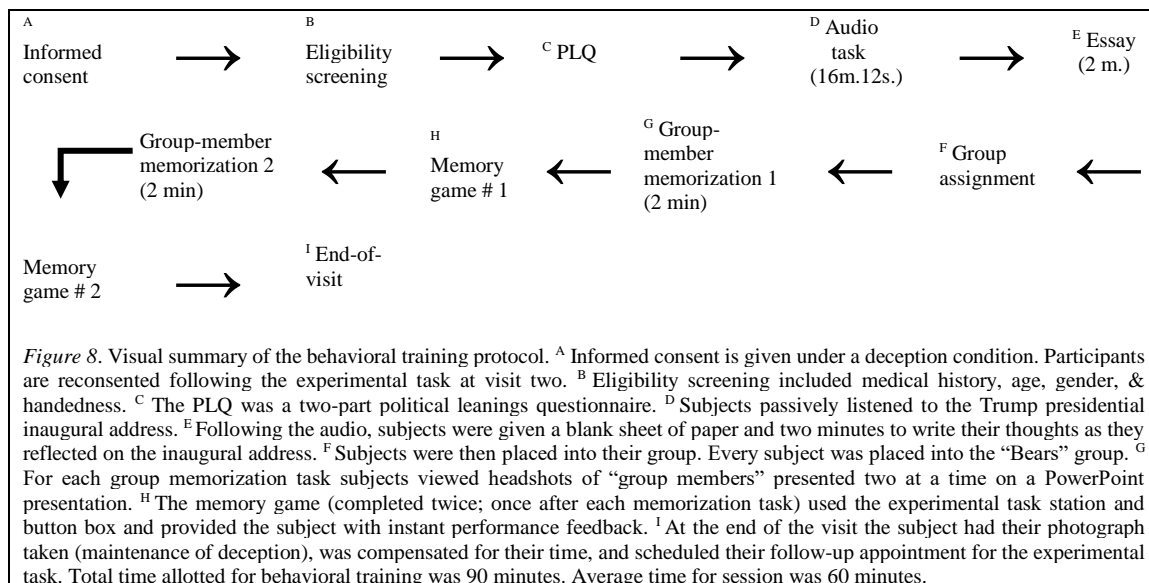 A
Informed
consent
B
Eligibility
screening
C PLQ
D Audio
task
(16m.12s.)
E Essay
(2 m.)
F Group
assignment
G Group-
member
memorization 1
(2 min)
H
Memory
game # 1
Group-member
memorization 2
(2 min)
Memory
game # 2
I End-of-
visit
Figure 8. Visual summary of the behavioral training protocol. A Informed consent is given under a deception condition. Participants
are reconsented following the experimental task at visit two. B Eligibility screening included medical history, age, gender, &
handedness. C The PLQ was a two-part political leanings questionnaire. D Subjects passively listened to the Trump presidential
inaugural address. E Following the audio, subjects were given a blank sheet of paper and two minutes to write their thoughts as they
reflected on the inaugural address. F Subjects were then placed into their group. Every subject was placed into the “Bears” group. G
For each group memorization task subjects viewed headshots of “group members” presented two at a time on a PowerPoint
presentation. H The memory game (completed twice; once after each memorization task) used the experimental task station and
button box and provided the subject with instant performance feedback. I At the end of the visit the subject had their photograph
taken (maintenance of deception), was compensated for their time, and scheduled their follow-up appointment for the experimental
task. Total time allotted for behavioral training was 90 minutes. Average time for session was 60 minutes.